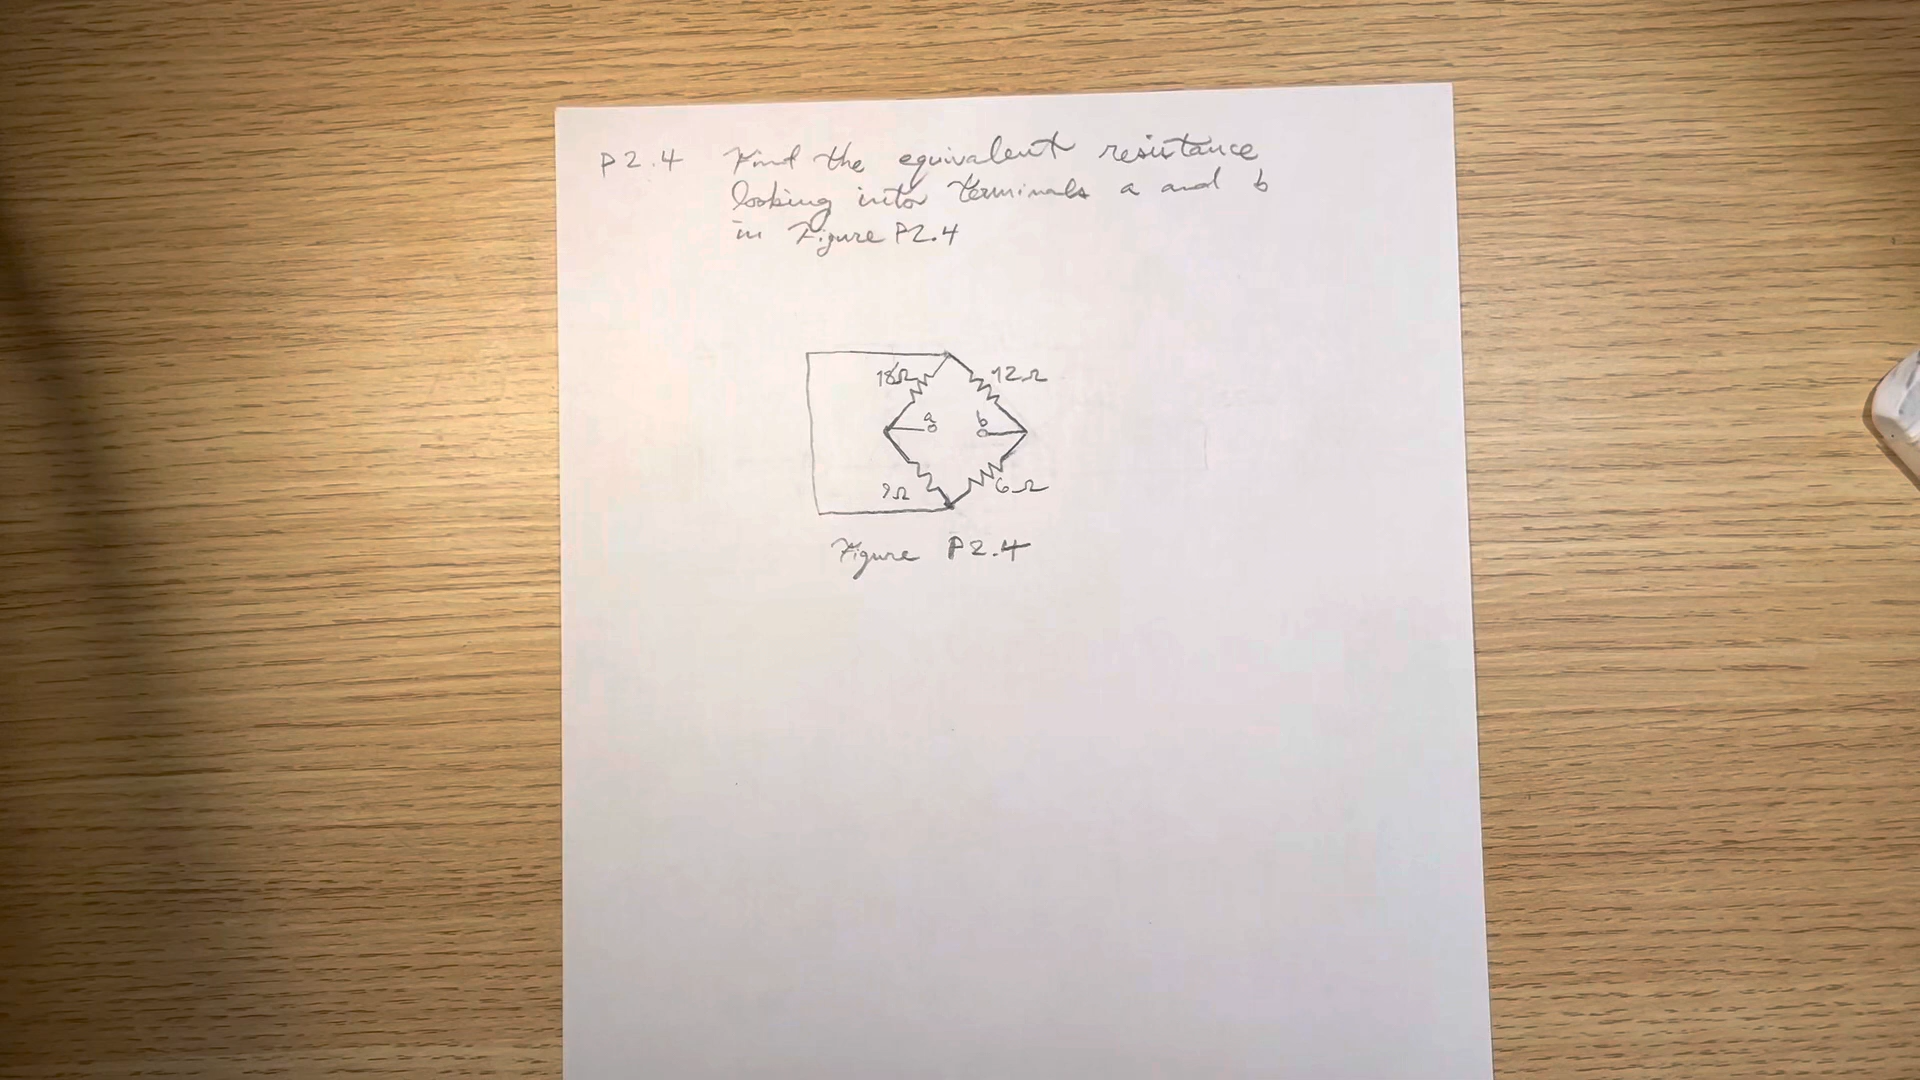 P2.4 Find the equivalent resistance
looking into terminals a and b
in Figure P2.4
18Ω
12Ω
a
b
9Ω
6Ω
Figure P2.4